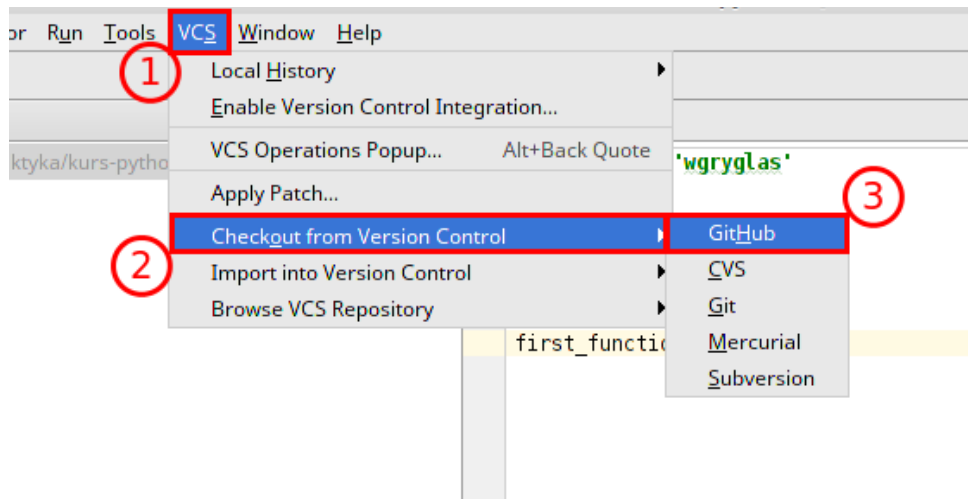 or Run Tools VCS Window Help
1
Local History
Enable Version Control Integration...
VCS Operations Popup... Alt+Back Quote
ktyka/kurs-pytho
'wgryglas'
Apply Patch...
3
Checkout from Version Control
GitHub
2
Import into Version Control
CVS
Browse VCS Repository
Git
first_functio
Mercurial
Subversion